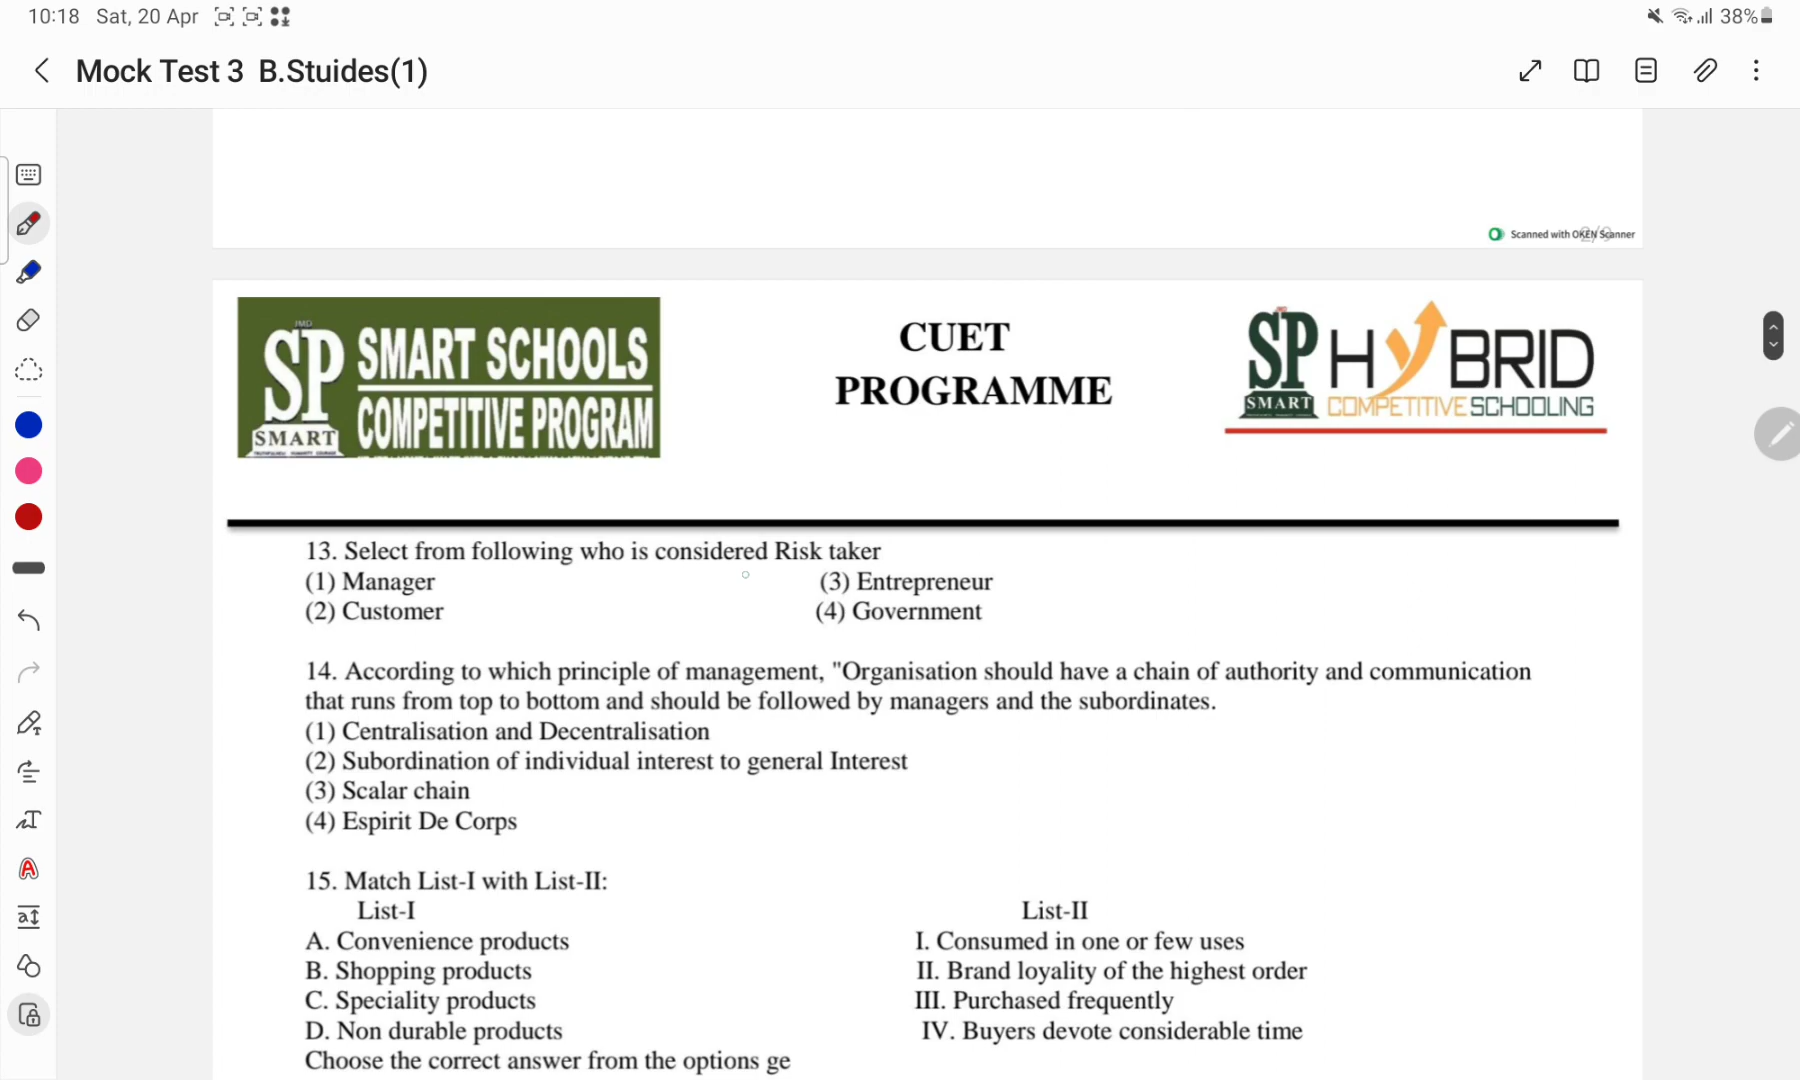 10:18 Sat, 20 Apr
38%
Mock Test 3 B.Stuides(1)
2/9
Scanned with OKEN Scanner
JMD
SP
SMART
SMART SCHOOLS
COMPETITIVE PROGRAM
CUET
PROGRAMME
SP
SMART
HYBRID
COMPETITIVE SCHOOLING
13. Select from following who is considered Risk taker
(1) Manager (3) Entrepreneur
(2) Customer (4) Government
14. According to which principle of management, "Organisation should have a chain of authority and communication
that runs from top to bottom and should be followed by managers and the subordinates.
(1) Centralisation and Decentralisation
(2) Subordination of individual interest to general Interest
(3) Scalar chain
(4) Espirit De Corps
15. Match List-I with List-II:
List-I List-II
A. Convenience products I. Consumed in one or few uses
B. Shopping products II. Brand loyality of the highest order
C. Speciality products III. Purchased frequently
D. Non durable products IV. Buyers devote considerable time
Choose the correct answer from the options ge